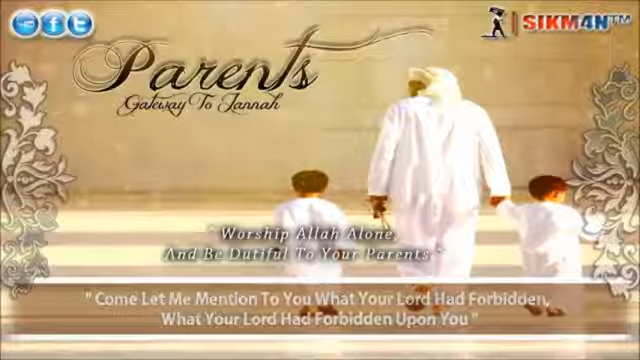 SIKM4N™
Parents
Gateway To Jannah
" Worship Allah Alone,
And Be Dutiful To Your Parents "
" Come Let Me Mention To You What Your Lord Had Forbidden,
What Your Lord Had Forbidden Upon You "